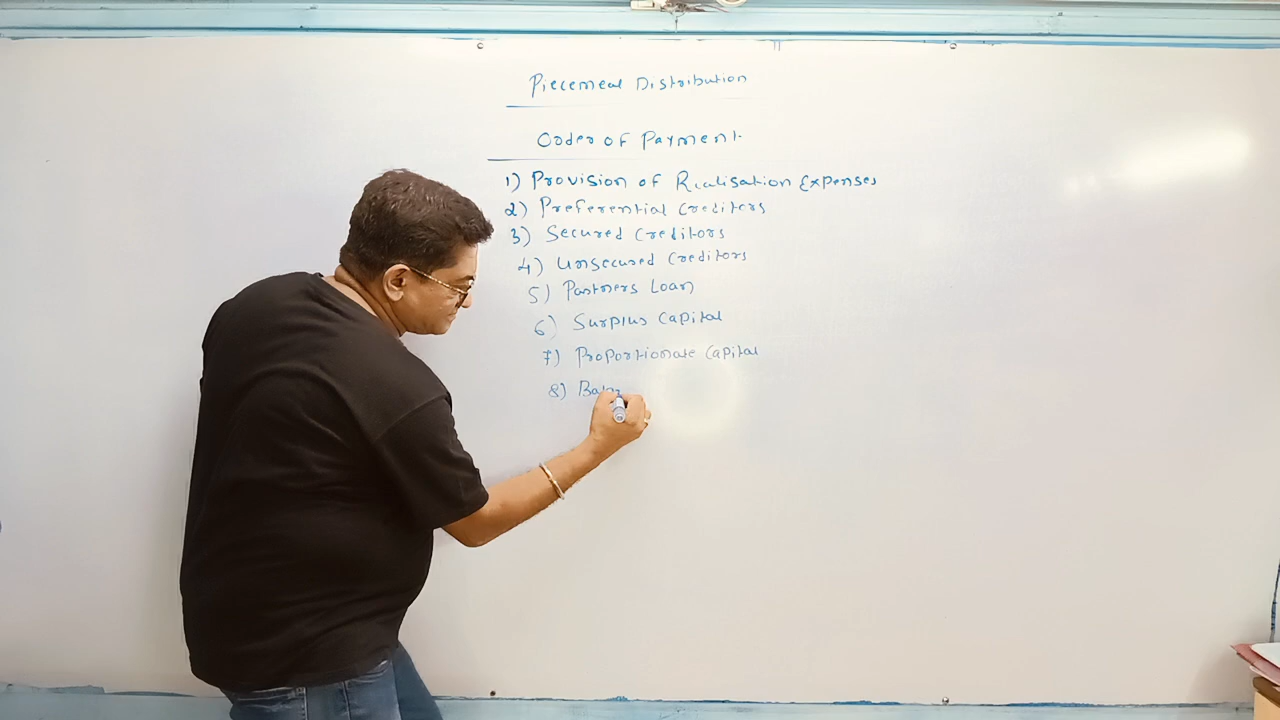 Piecemeal Distribution
Order of Payment
1) Provision of Realisation Expenses
2) Preferential Creditors
3) Secured Creditors
4) Unsecured Creditors
5) Partners Loan
6) Surplus Capital
7) Proportionate Capital
8)